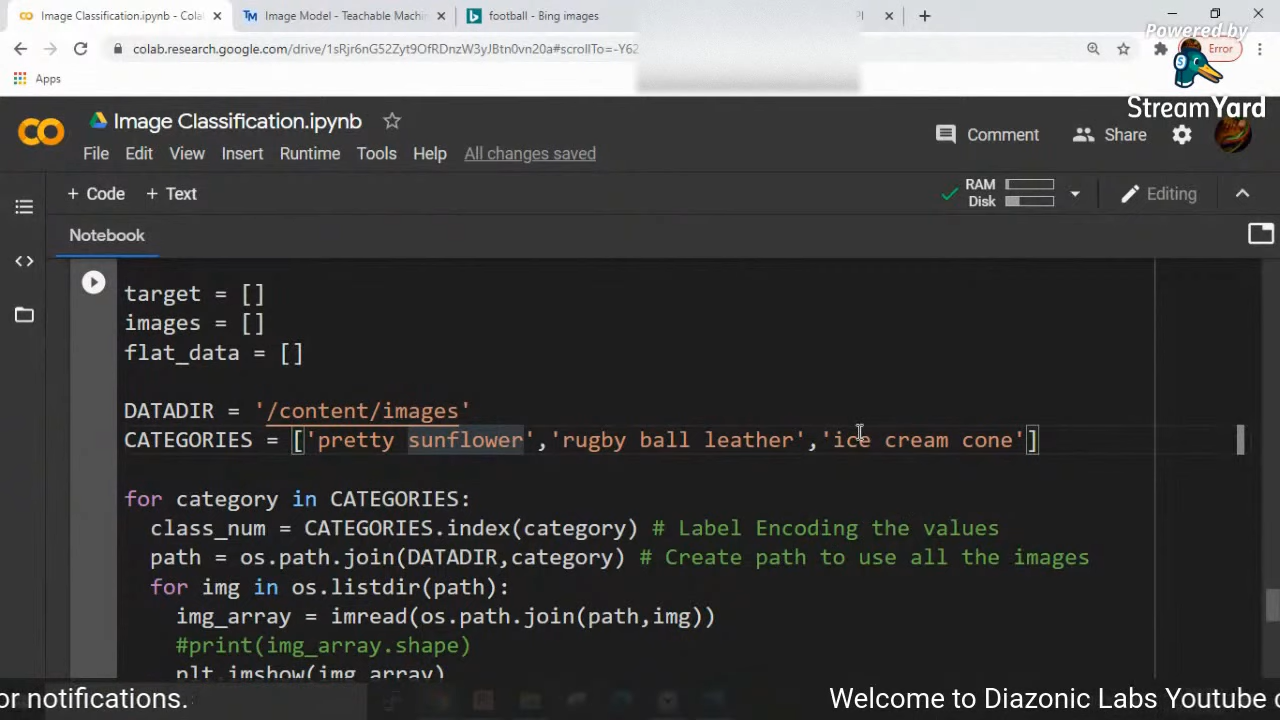 Image Classification.ipynb - Cola
Image Model - Teachable Machin
football - Bing images
Powered by
colab.research.google.com/drive/1sRjr6nG52Zyt9OfRDnzW3yJBtn0vn20a#scrollTo=-Y62
Error
Apps
StreamYard
Image Classification.ipynb
Comment
Share
File Edit View Insert Runtime Tools Help All changes saved
+ Code + Text
RAM
Disk
Editing
Notebook
target = []
images = []
flat_data = []
DATADIR = '/content/images'
CATEGORIES = ['pretty sunflower','rugby ball leather','ice cream cone']
for category in CATEGORIES:
class_num = CATEGORIES.index(category) # Label Encoding the values
path = os.path.join(DATADIR,category) # Create path to use all the images
for img in os.listdir(path):
img_array = imread(os.path.join(path,img))
#print(img_array.shape)
plt.imshow(img_array)
or notifications.
Welcome to Diazonic Labs Youtube